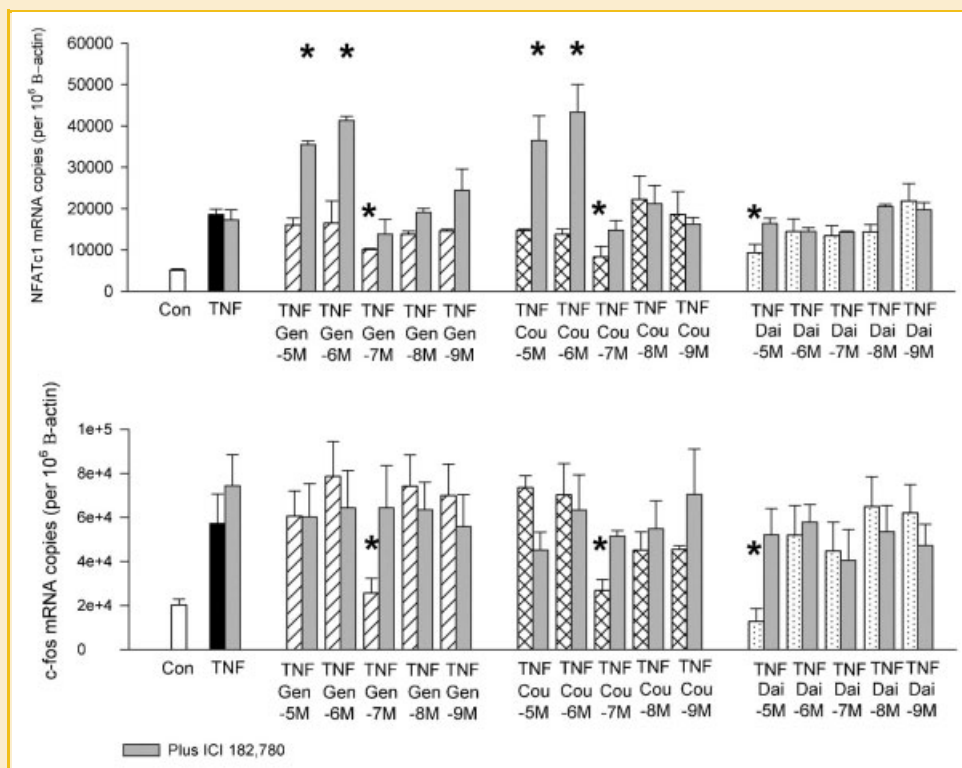 NFATc1 mRNA copies (per 10⁶ B-actin)
60000
50000
40000
30000
20000
10000
0
* * * * * * *
Con TNF TNF TNF TNF TNF TNF TNF TNF TNF TNF TNF TNF TNF TNF TNF TNF
Gen Gen Gen Gen Gen Cou Cou Cou Cou Cou Dai Dai Dai Dai Dai
-5M -6M -7M -8M -9M -5M -6M -7M -8M -9M -5M -6M -7M -8M -9M
c-fos mRNA copies (per 10⁶ B-actin)
1e+5
8e+4
6e+4
4e+4
2e+4
0
* * *
Con TNF TNF TNF TNF TNF TNF TNF TNF TNF TNF TNF TNF TNF TNF TNF TNF
Gen Gen Gen Gen Gen Cou Cou Cou Cou Cou Dai Dai Dai Dai Dai
-5M -6M -7M -8M -9M -5M -6M -7M -8M -9M -5M -6M -7M -8M -9M
Plus ICI 182,780